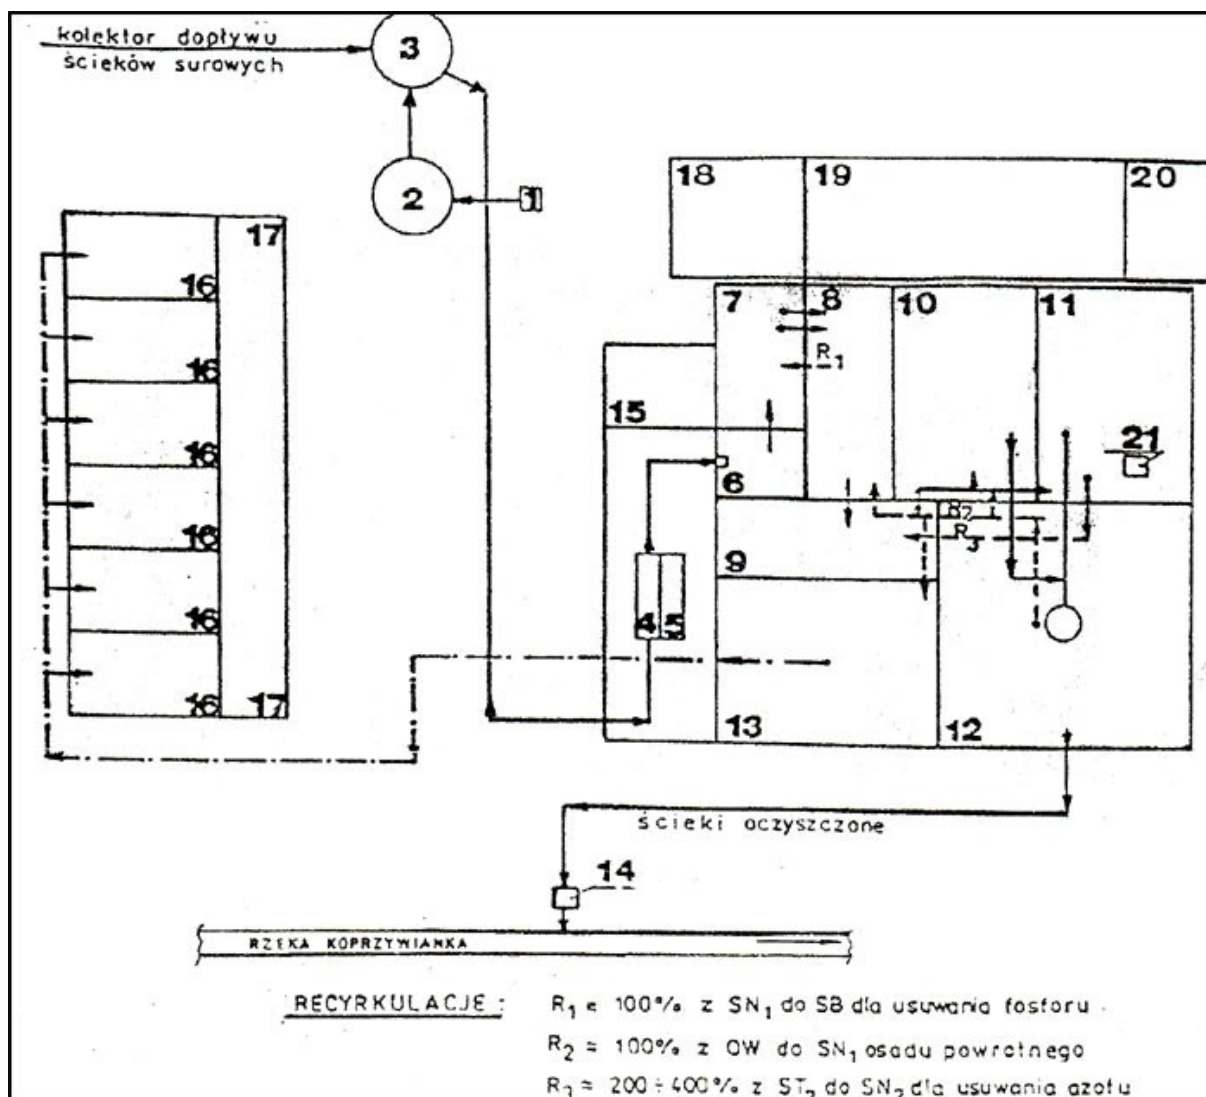 kolektor dopływu
ścieków surowych
3
2
1
18
19
20
17
16
16
16
16
16
16
17
7
8
10
11
R1
15
21
6
R2
R3
9
4
5
13
12
ścieki oczyszczone
14
RZEKA KOPRZYWIANKA
RECYRKULACJE :
R1 = 100% z SN1 do SB dla usuwania fosforu
R2 = 100% z OW do SN1 osadu powrotnego
R3 = 200 ÷ 400% z ST2 do SN2 dla usuwania azotu